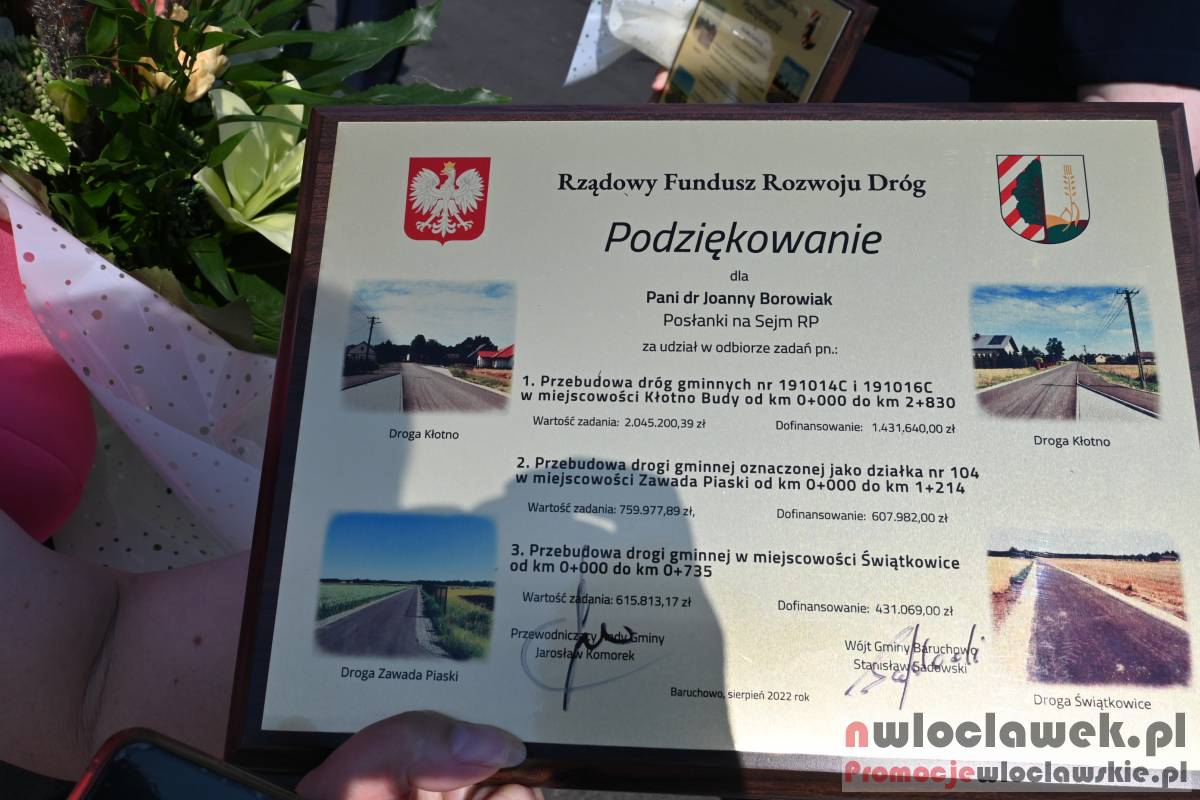 Rządowy Fundusz Rozwoju Dróg
Podziękowanie
dla
Pani dr Joanny Borowiak
Posłanki na Sejm RP
za udział w odbiorze zadań pn.:
1. Przebudowa dróg gminnych nr 191014C i 191016C
w miejscowości Kłotno Budy od km 0+000 do km 2+830
Wartość zadania: 2.045.200,39 zł Dofinansowanie: 1.431,640,00 zł
Droga Kłotno
Droga Kłotno
2. Przebudowa drogi gminnej oznaczonej jako działka nr 104
w miejscowości Zawada Piaski od km 0+000 do km 1+214
Wartość zadania: 759.977,89 zł, Dofinansowanie: 607.982,00 zł
3. Przebudowa drogi gminnej w miejscowości Świątkowice
od km 0+000 do km 0+735
Wartość zadania: 615.813,17 zł Dofinansowanie: 431.069,00 zł
Przewodniczący Rady Gminy
Jarosław Komorek
Wójt Gminy Baruchowo
Stanisław Sadowski
Droga Zawada Piaski
Droga Świątkowice
Baruchowo, sierpień 2022 rok
nwloclawek.pl
Promocjewloclawskie.pl